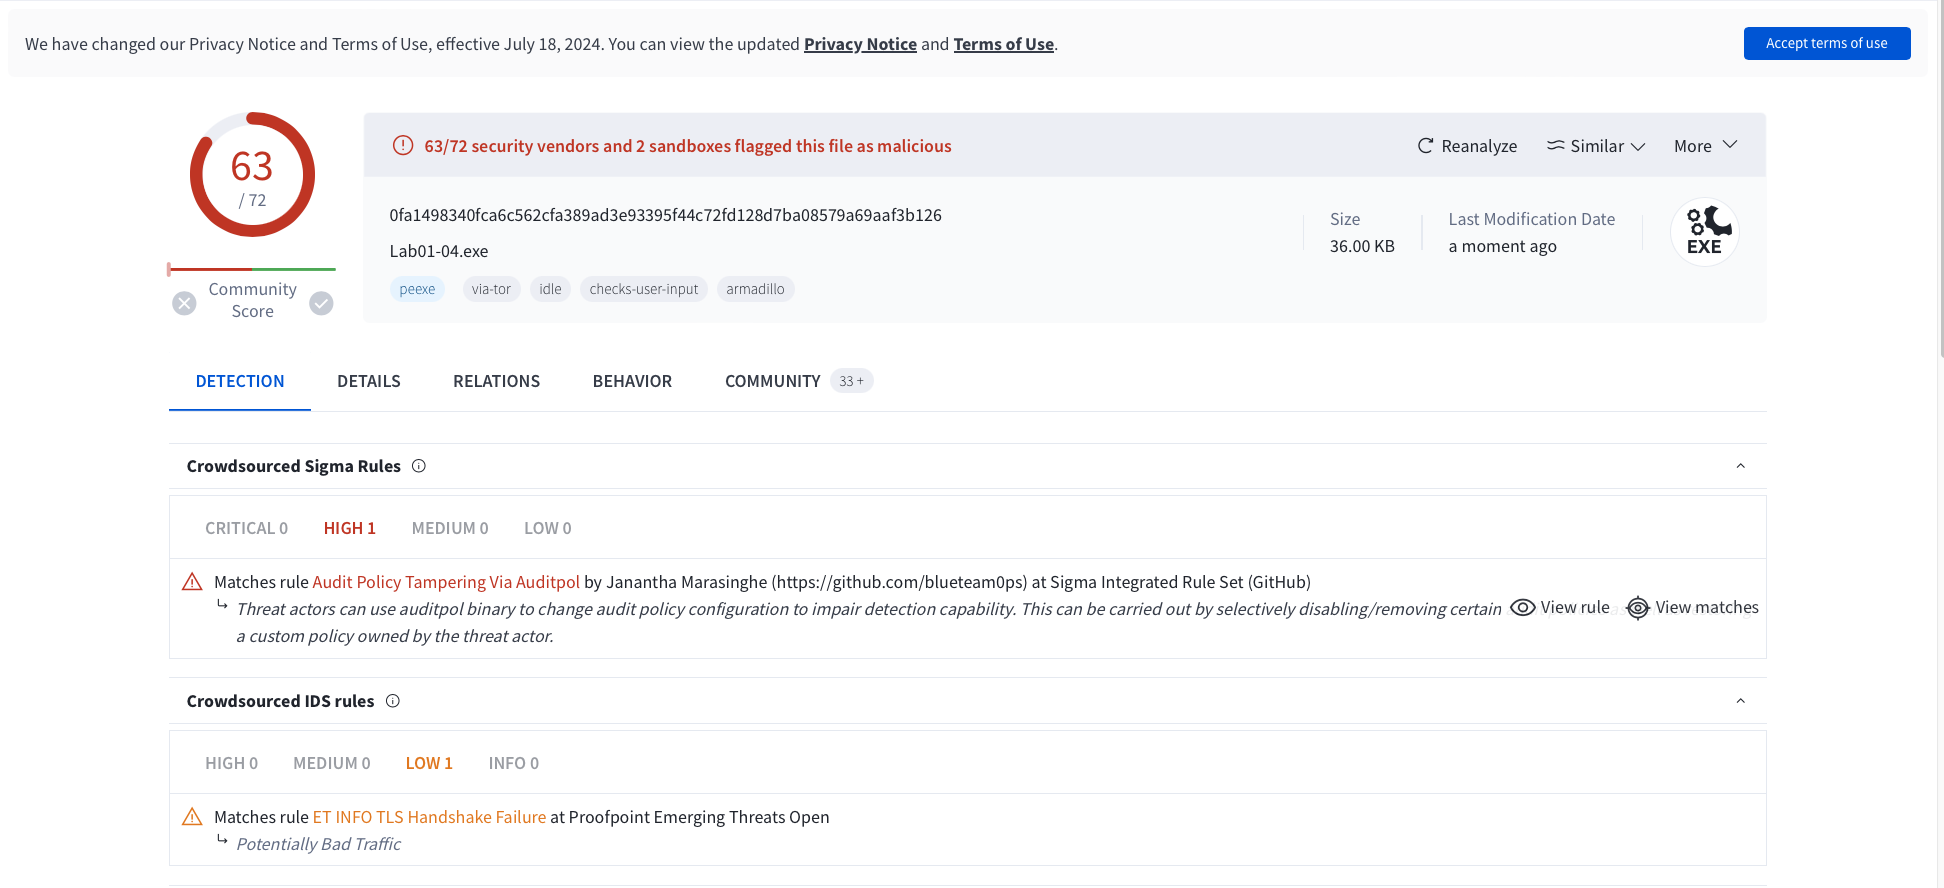 We have changed our Privacy Notice and Terms of Use, effective July 18, 2024. You can view the updated Privacy Notice and Terms of Use.
Accept terms of use
63
/ 72
Community
Score
63/72 security vendors and 2 sandboxes flagged this file as malicious
Reanalyze
Similar
More
0fa1498340fca6c562cfa389ad3e93395f44c72fd128d7ba08579a69aaf3b126
Lab01-04.exe
peexe
via-tor
idle
checks-user-input
armadillo
Size
36.00 KB
Last Modification Date
a moment ago
EXE
DETECTION
DETAILS
RELATIONS
BEHAVIOR
COMMUNITY
33 +
Crowdsourced Sigma Rules
CRITICAL 0
HIGH 1
MEDIUM 0
LOW 0
Matches rule Audit Policy Tampering Via Auditpol by Janantha Marasinghe (https://github.com/blueteam0ps) at Sigma Integrated Rule Set (GitHub)
Threat actors can use auditpol binary to change audit policy configuration to impair detection capability. This can be carried out by selectively disabling/removing certain
View rule
View matches
a custom policy owned by the threat actor.
Crowdsourced IDS rules
HIGH 0
MEDIUM 0
LOW 1
INFO 0
Matches rule ET INFO TLS Handshake Failure at Proofpoint Emerging Threats Open
Potentially Bad Traffic